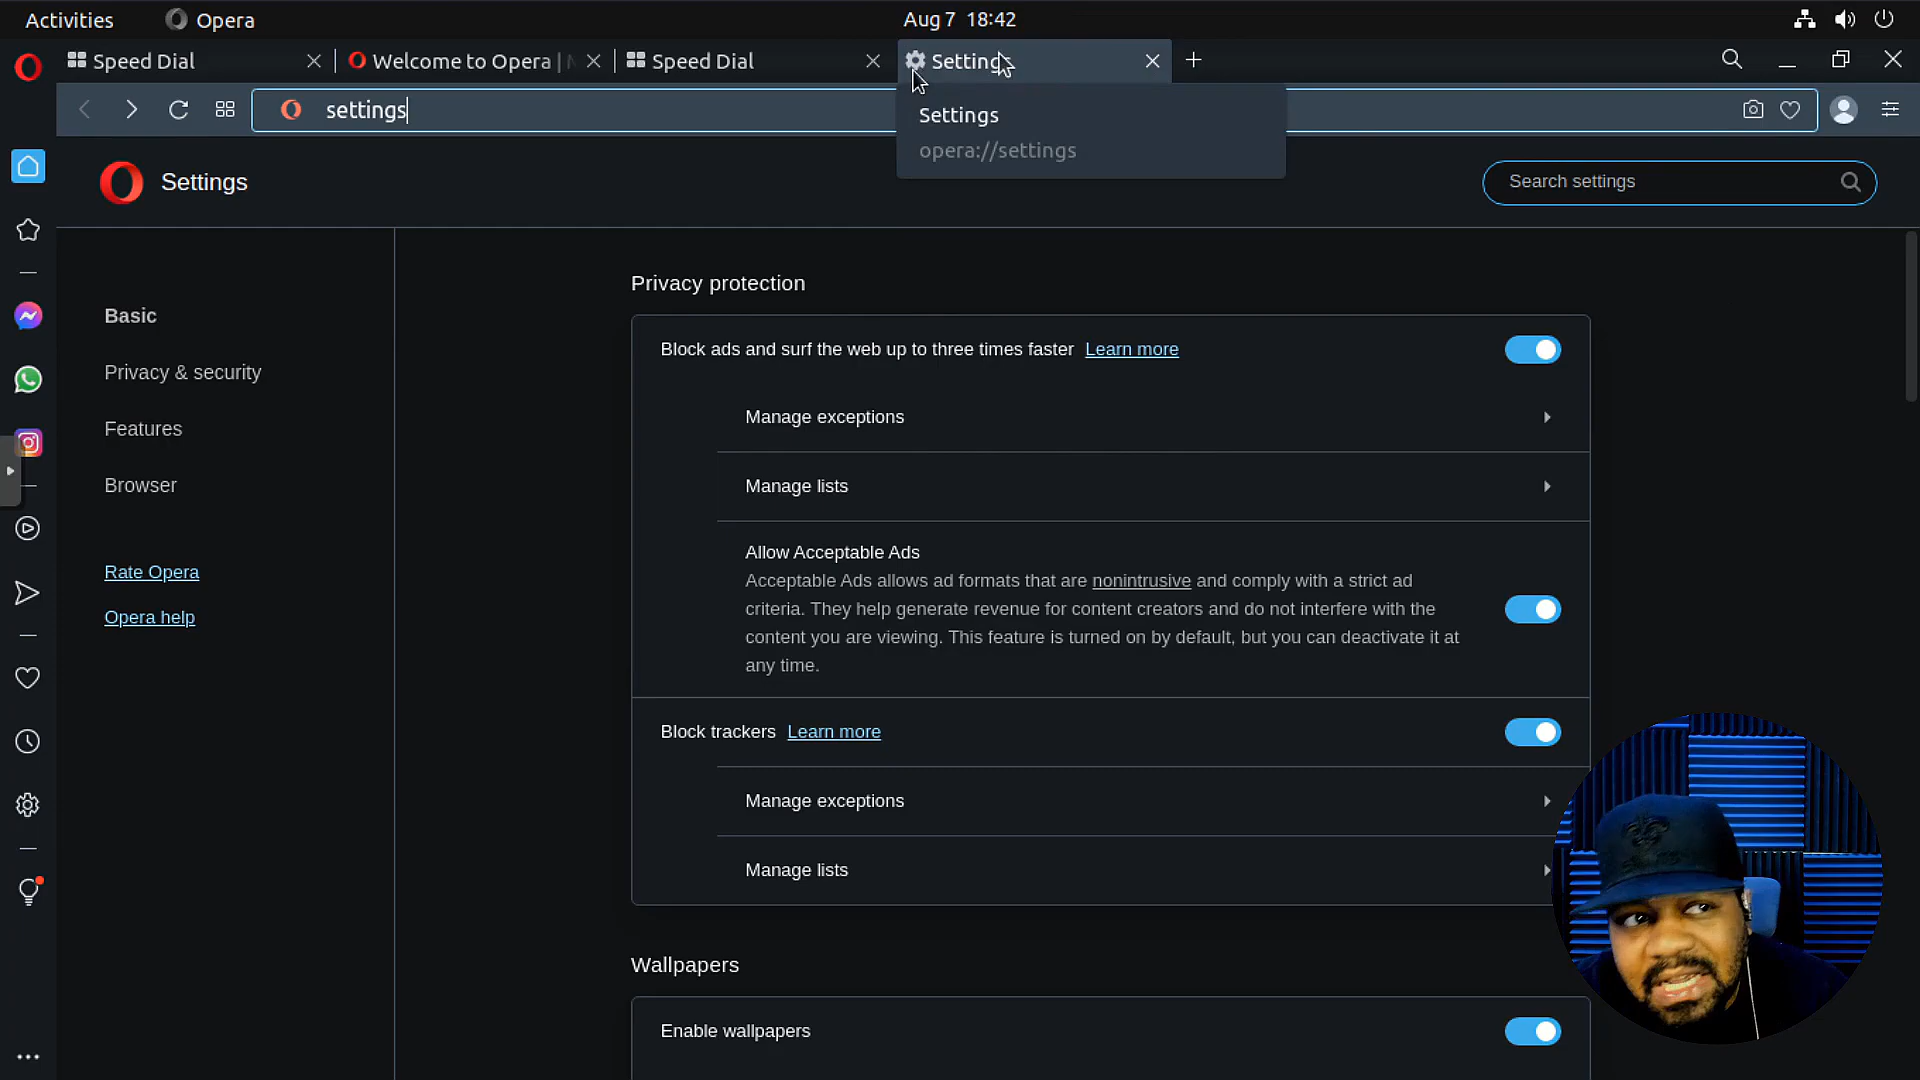 Activities
Opera
Aug 7 18:42
Speed Dial
Welcome to Opera |
Speed Dial
Settings
settings
Settings
opera://settings
Settings
Search settings
Basic
Privacy & security
Features
Browser
Rate Opera
Opera help
Privacy protection
Block ads and surf the web up to three times faster Learn more
Manage exceptions
Manage lists
Allow Acceptable Ads
Acceptable Ads allows ad formats that are nonintrusive and comply with a strict ad
criteria. They help generate revenue for content creators and do not interfere with the
content you are viewing. This feature is turned on by default, but you can deactivate it at
any time.
Block trackers Learn more
Manage exceptions
Manage lists
Wallpapers
Enable wallpapers